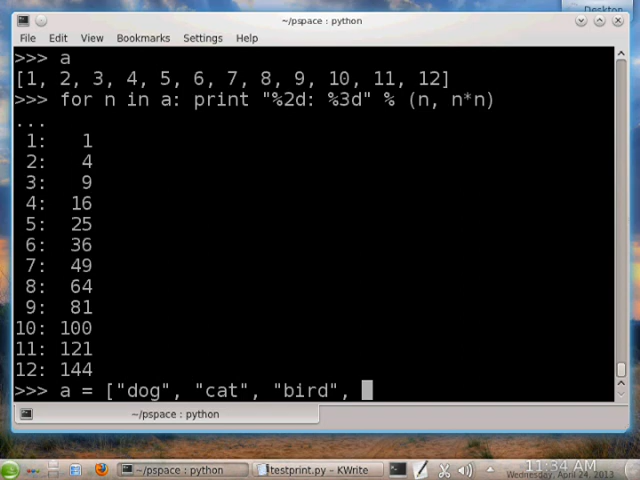 Desktop
~/pspace : python
File Edit View Bookmarks Settings Help
>>> a
[1, 2, 3, 4, 5, 6, 7, 8, 9, 10, 11, 12]
>>> for n in a: print "%2d: %3d" % (n, n*n)
...
 1:   1
 2:   4
 3:   9
 4:  16
 5:  25
 6:  36
 7:  49
 8:  64
 9:  81
10: 100
11: 121
12: 144
>>> a = ["dog", "cat", "bird",
~/pspace : python
~/pspace : python testprint.py – KWrite 11:34 AM
Wednesday, April 24, 2013